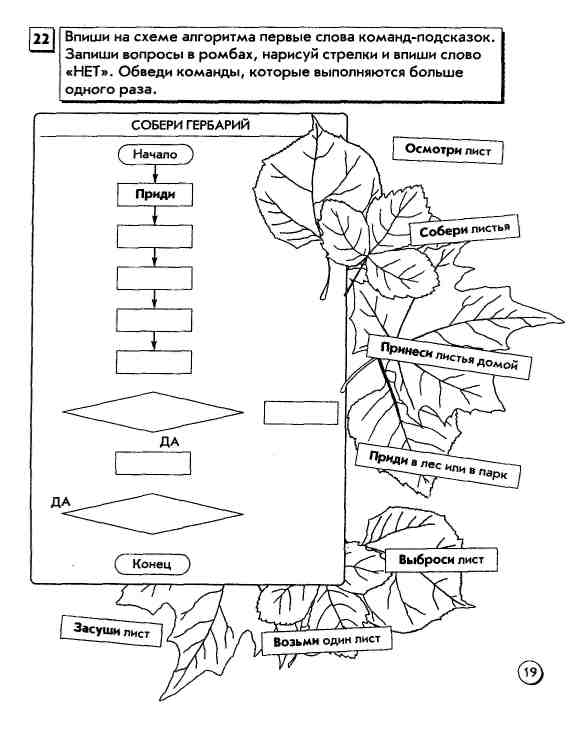 22
Впиши на схеме алгоритма первые слова команд-подсказок.
Запиши вопросы в ромбах, нарисуй стрелки и впиши слово
«НЕТ». Обведи команды, которые выполняются больше
одного раза.
СОБЕРИ ГЕРБАРИЙ
Начало
Приди
ДА
ДА
Конец
Осмотри лист
Собери листья
Принеси листья домой
Приди в лес или в парк
Выброси лист
Засуши лист
Возьми один лист
19